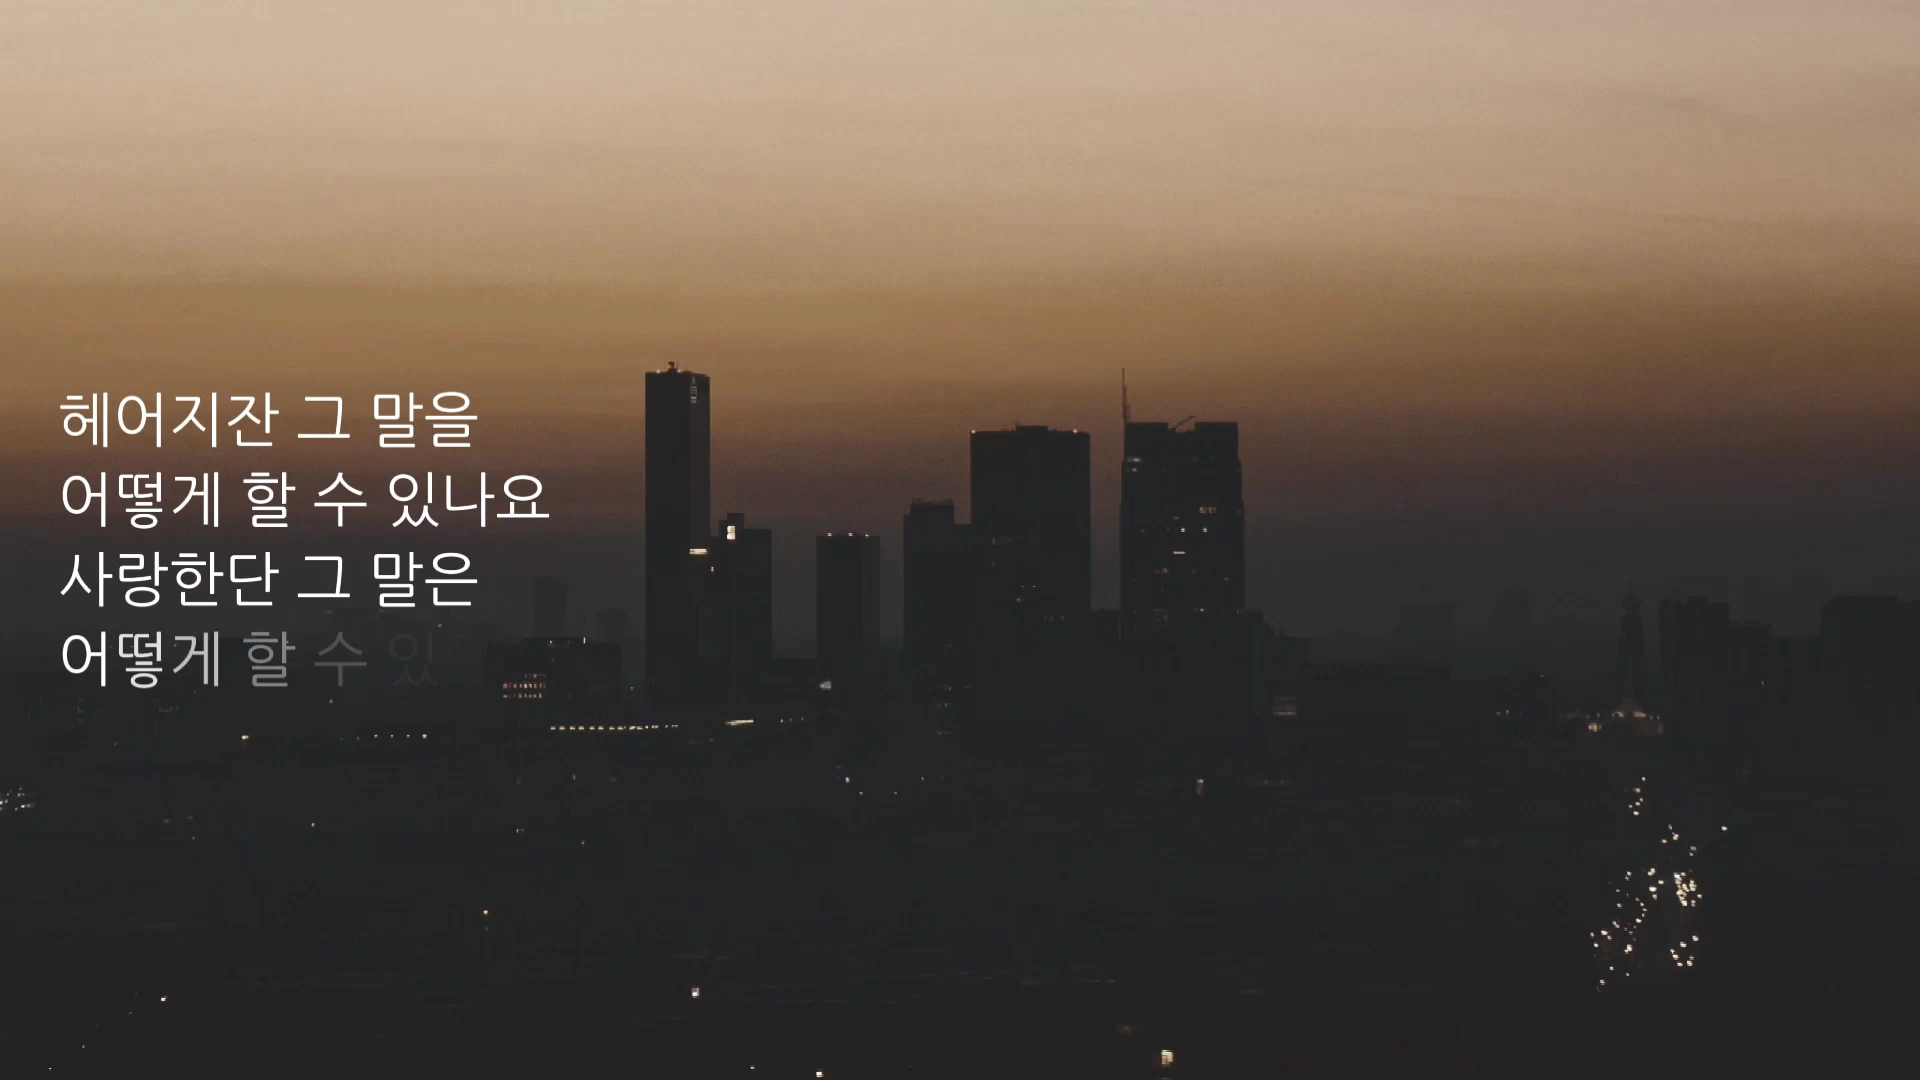 헤어지잔 그 말을
어떻게 할 수 있나요
사랑한단 그 말은
어떻게 할 수 있